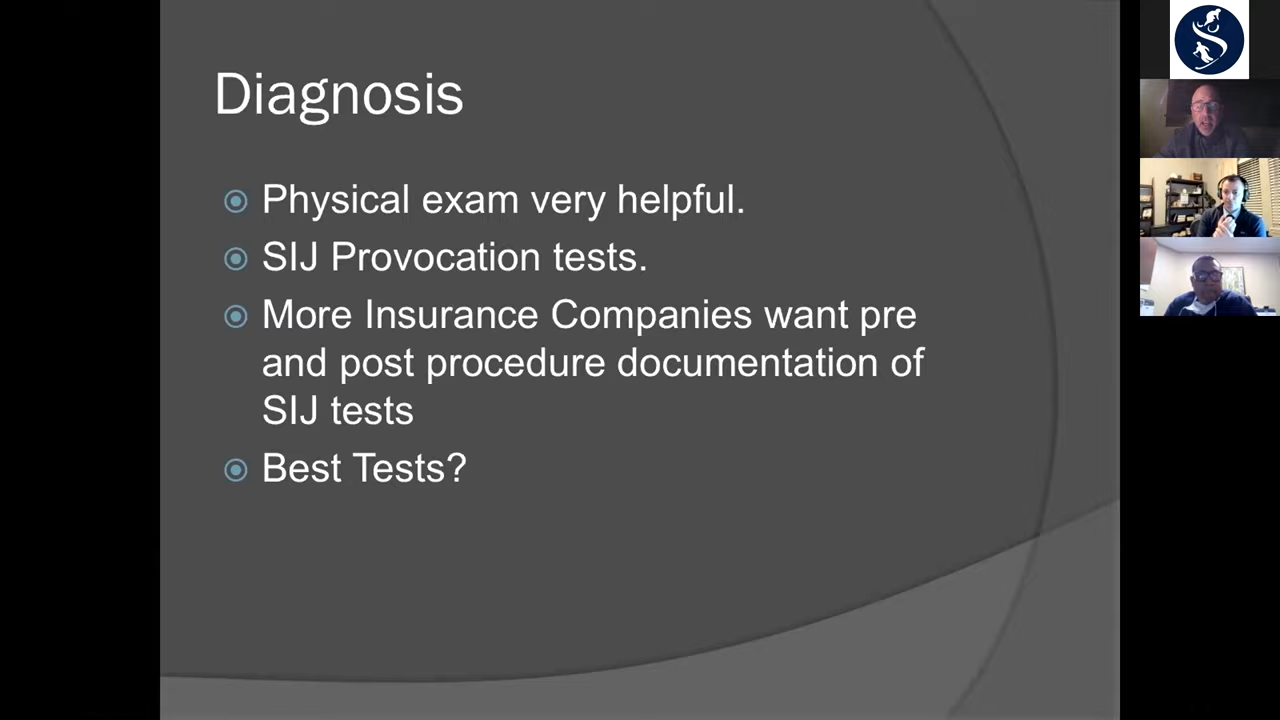 Diagnosis
Physical exam very helpful.
SIJ Provocation tests.
More Insurance Companies want pre
and post procedure documentation of
SIJ tests
Best Tests?